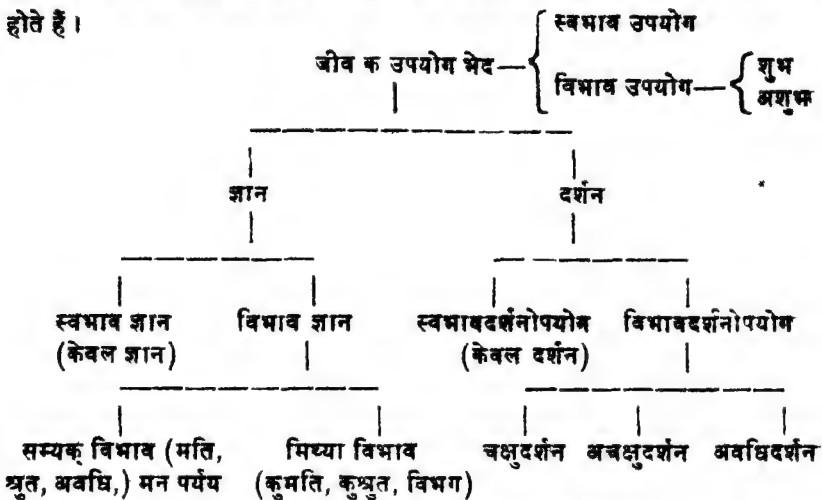 होते हैं।
स्वभाव उपयोग
जीव क उपयोग भेद
विभाव उपयोग
शुभ
अशुभ
ज्ञान दर्शन
स्वभाव ज्ञान विभाव ज्ञान स्वभावदर्शनोपयोग विभावदर्शनोपयोग
(केवल ज्ञान) (केवल दर्शन)
सम्यक् विभाव (मति, मिथ्या विभाव चक्षुदर्शन अचक्षुदर्शन अवधिदर्शन
श्रुत, अवधि,) मन पर्यय (कुमति, कुश्रुत, विभग)